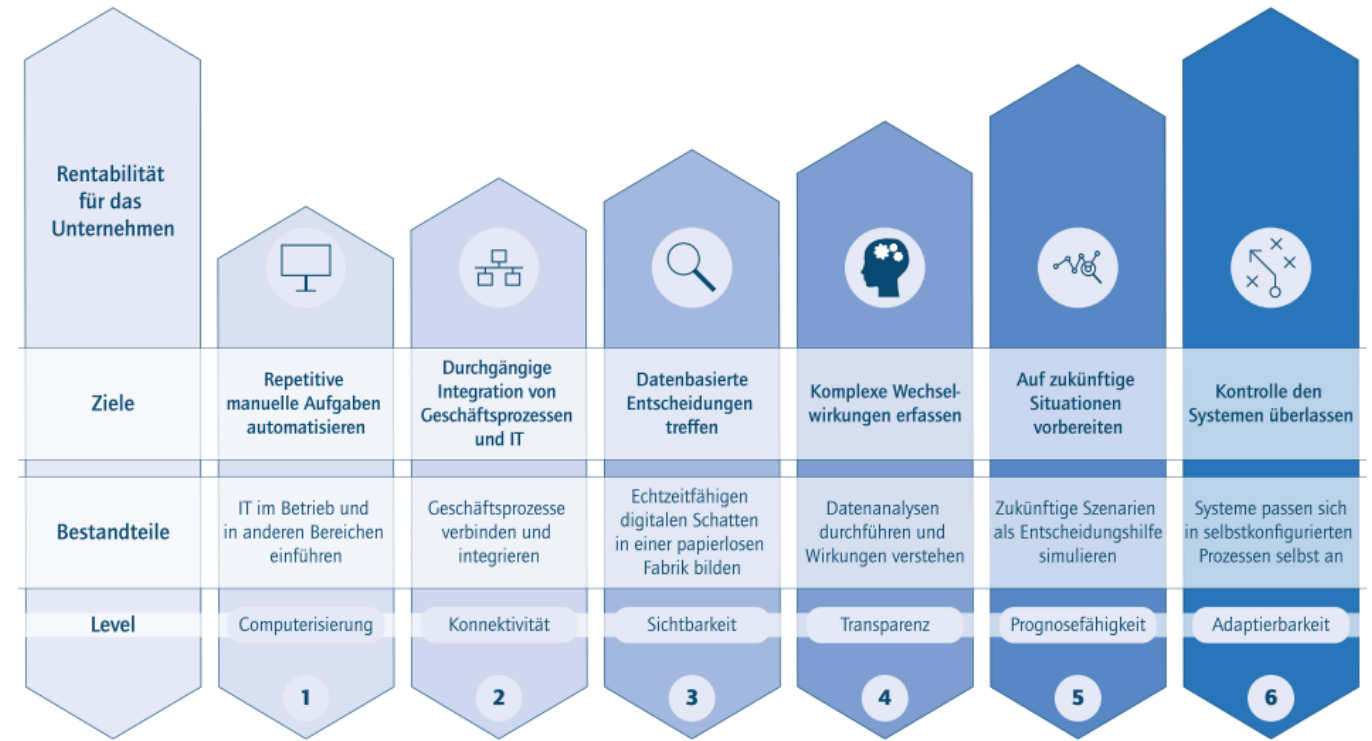 Rentabilität
für das
Unternehmen
Ziele
Repetitive
manuelle Aufgaben
automatisieren
Durchgängige
Integration von
Geschäftsprozessen
und IT
Datenbasierte
Entscheidungen
treffen
Komplexe Wechsel-
wirkungen erfassen
Auf zukünftige
Situationen
vorbereiten
Kontrolle den
Systemen überlassen
Bestandteile
IT im Betrieb und
in anderen Bereichen
einführen
Geschäftsprozesse
verbinden und
integrieren
Echtzeitfähigen
digitalen Schatten
in einer papierlosen
Fabrik bilden
Datenanalysen
durchführen und
Wirkungen verstehen
Zukünftige Szenarien
als Entscheidungshilfe
simulieren
Systeme passen sich
in selbstkonfigurierten
Prozessen selbst an
Level
Computerisierung
Konnektivität
Sichtbarkeit
Transparenz
Prognosefähigkeit
Adaptierbarkeit
1
2
3
4
5
6